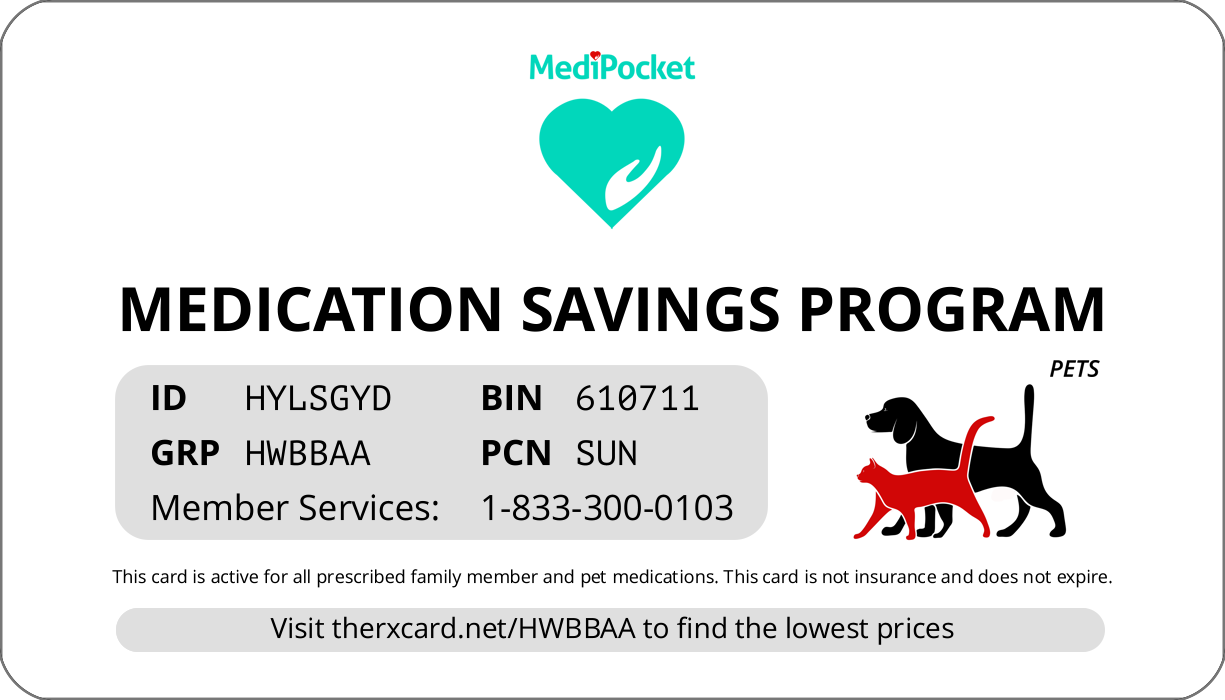 MediPocket
MEDICATION SAVINGS PROGRAM
PETS
ID HYLSGYD BIN 610711
GRP HWBBAA PCN SUN
Member Services: 1-833-300-0103
This card is active for all prescribed family member and pet medications. This card is not insurance and does not expire.
Visit therxcard.net/HWBBAA to find the lowest prices